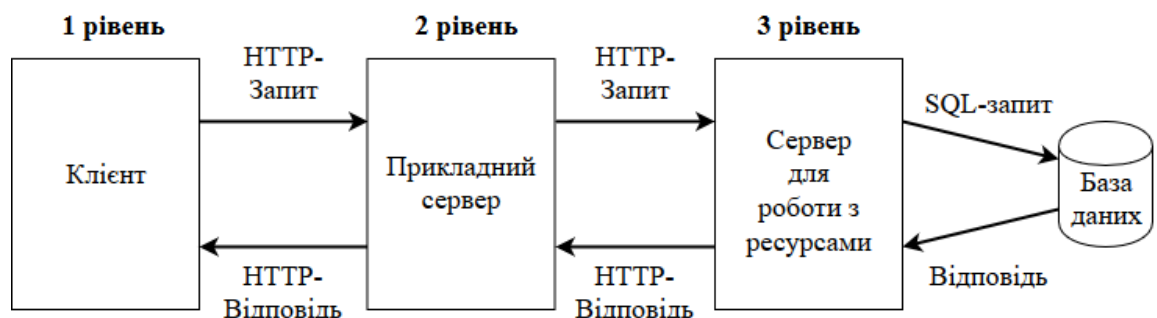 1 рівень
2 рівень
3 рівень
HTTP-
Запит
HTTP-
Запит
SQL-запит
Клієнт
Прикладний
сервер
Сервер
для
роботи з
ресурсами
База
даних
HTTP-
Відповідь
HTTP-
Відповідь
Відповідь